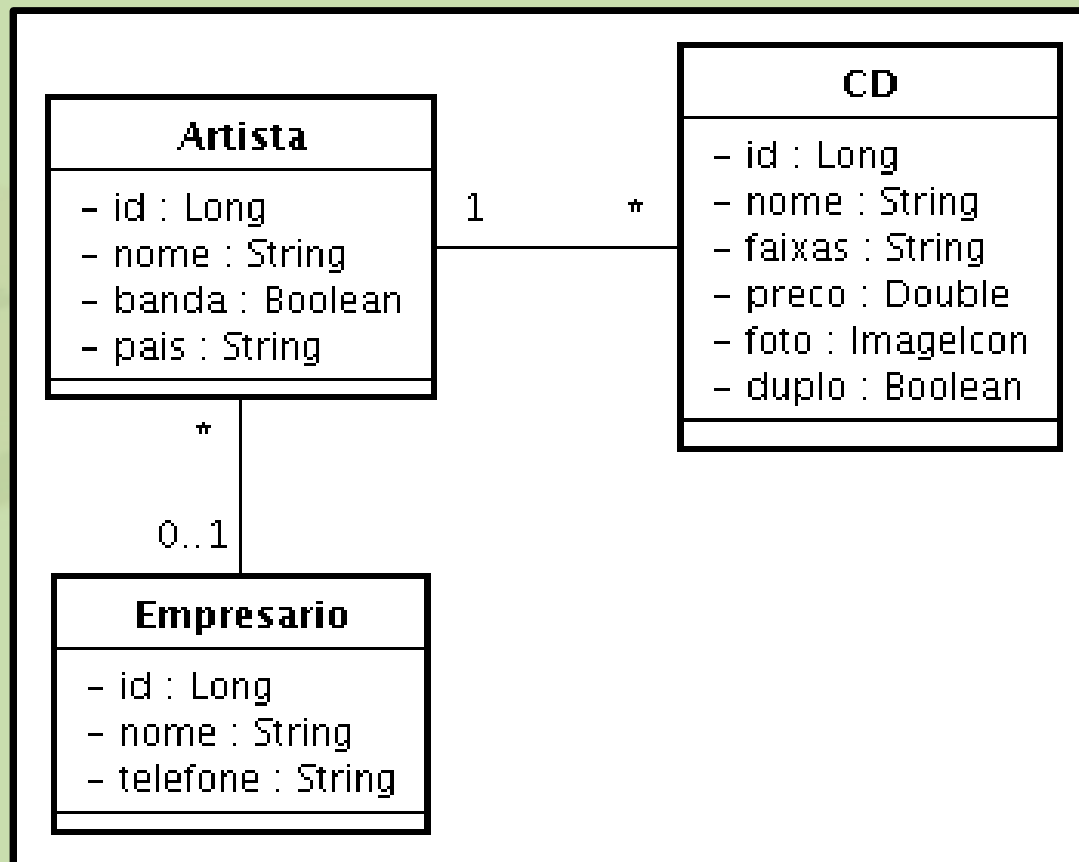 Artista
- id : Long
- nome : String
- banda : Boolean
- pais : String
1
*
CD
- id : Long
- nome : String
- faixas : String
- preco : Double
- foto : ImageIcon
- duplo : Boolean
*
0..1
Empresario
- id : Long
- nome : String
- telefone : String